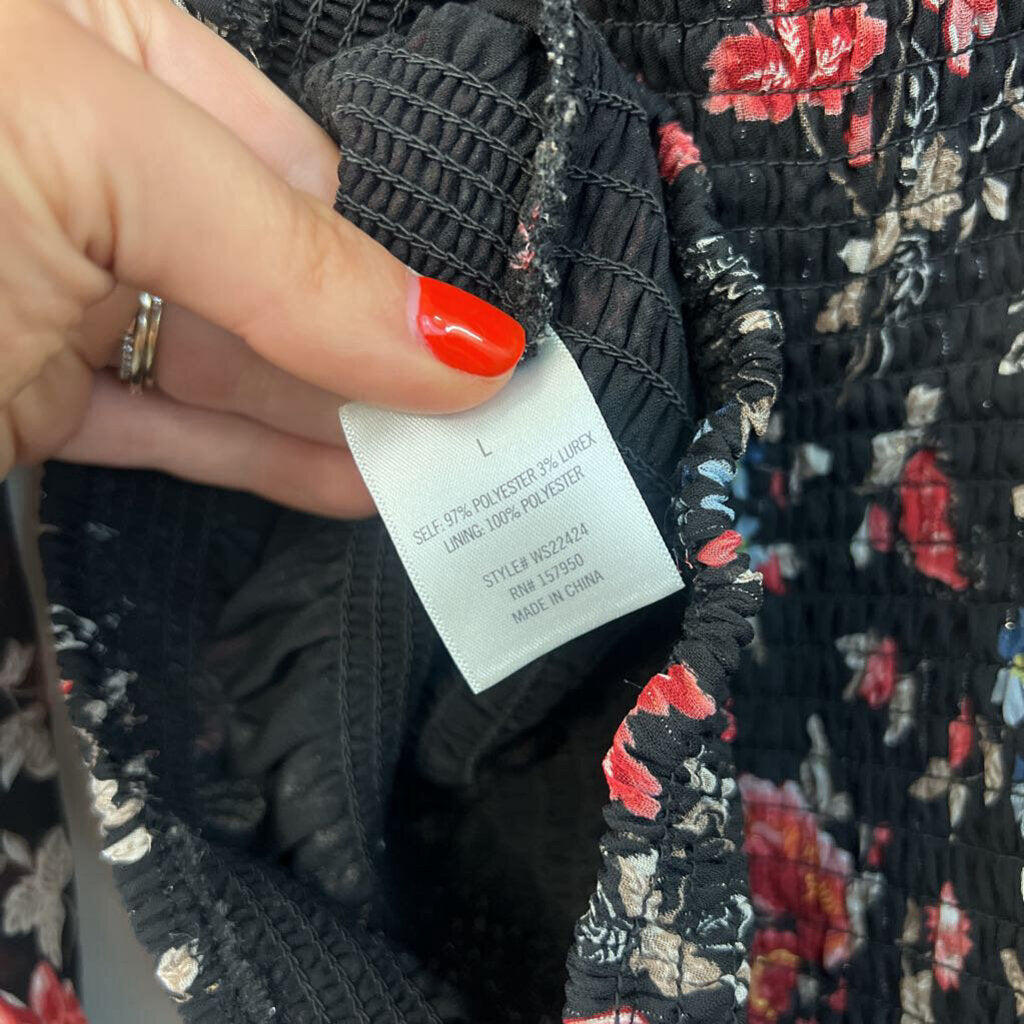 L
SELF: 97% POLYESTER 3% LUREX
LINING: 100% POLYESTER
STYLE# WS22424
RN# 157950
MADE IN CHINA